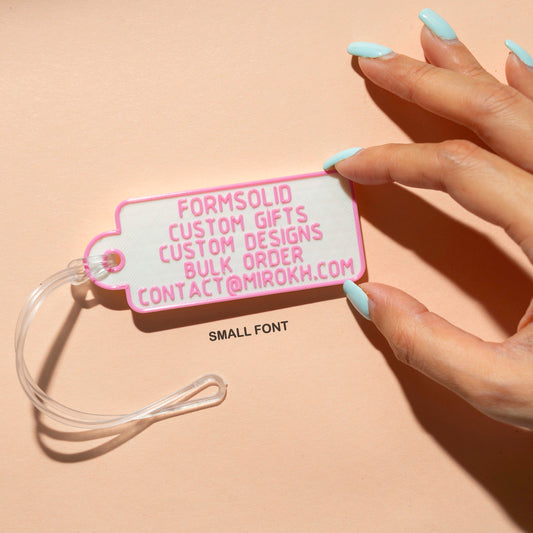 FORMSOLID
CUSTOM GIFTS
CUSTOM DESIGNS
BULK ORDER
CONTACT@MIROKH.COM
SMALL FONT